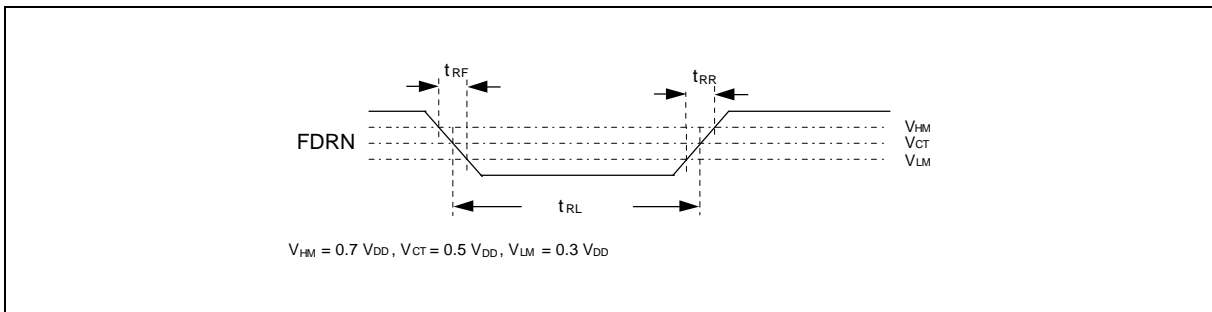 tRF tRR
VHM
FDRN VCT
VLM
tRL
VHM = 0.7 VDD, VCT = 0.5 VDD, VLM = 0.3 VDD